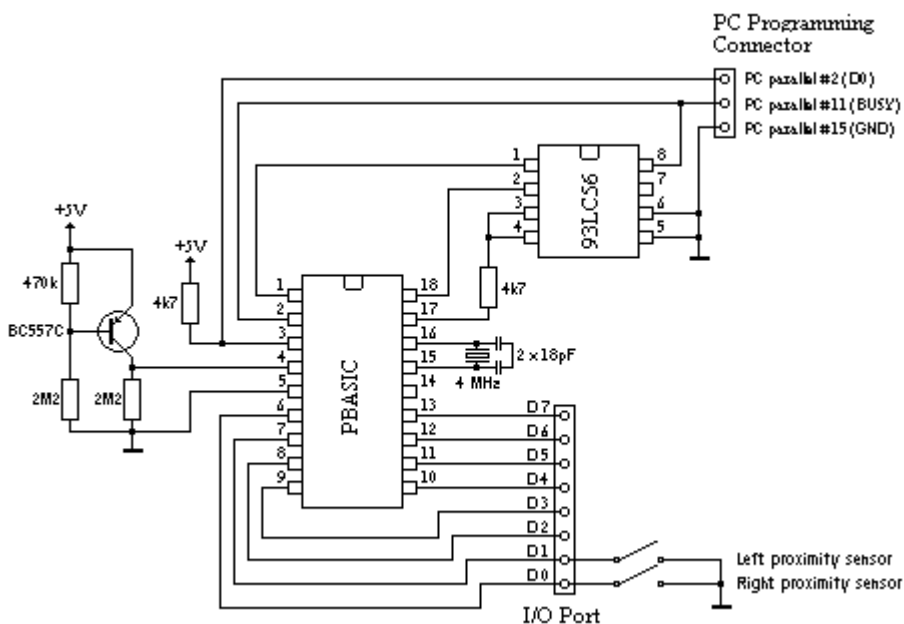 PC Programming
Connector
PC parallel #2 (D0)
PC parallel #11 (BUSY)
PC parallel #15 (GND)
1
2
3
4
93LC56
8
7
6
5
+5V
470k
BC557C
2M2
2M2
+5V
4k7
1
2
3
4
5
6
7
8
9
PBASIC
18
17
16
15
14
13
12
11
10
4k7
2 x 18pF
4 MHz
D7
D6
D5
D4
D3
D2
D1
D0
I/O Port
Left proximity sensor
Right proximity sensor